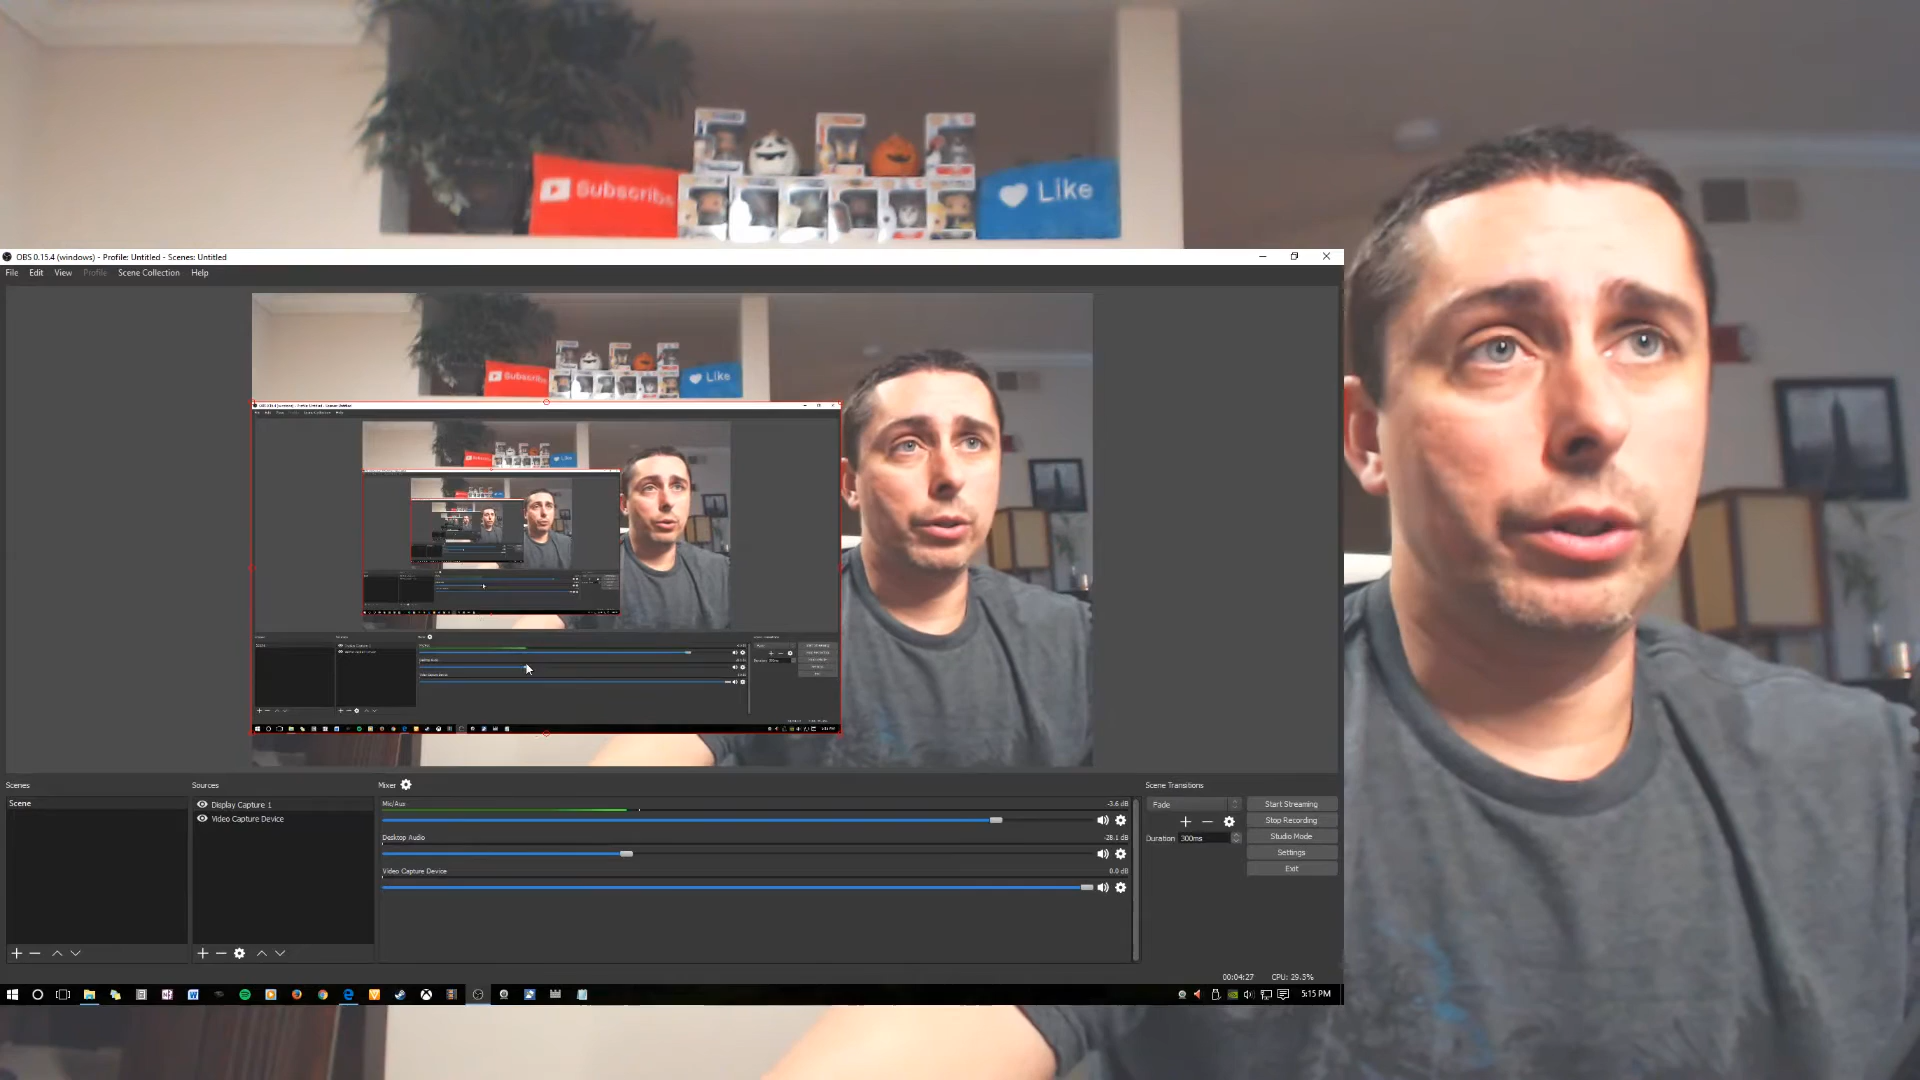 Subscribe
Like
OBS 0.15.4 (windows) - Profile: Untitled - Scenes: Untitled
File Edit View Profile Scene Collection Help
Subscribe
Like
Scenes
Sources
Mixer
Scene Transitions
Scene
Display Capture 1
Video Capture Device
Mic/Aux
-3.6 dB
Desktop Audio
-28.1 dB
Video Capture Device
0.0 dB
Fade
Duration 300ms
Start Streaming
Stop Recording
Studio Mode
Settings
Exit
00:04:27
CPU: 29.3%
5:15 PM